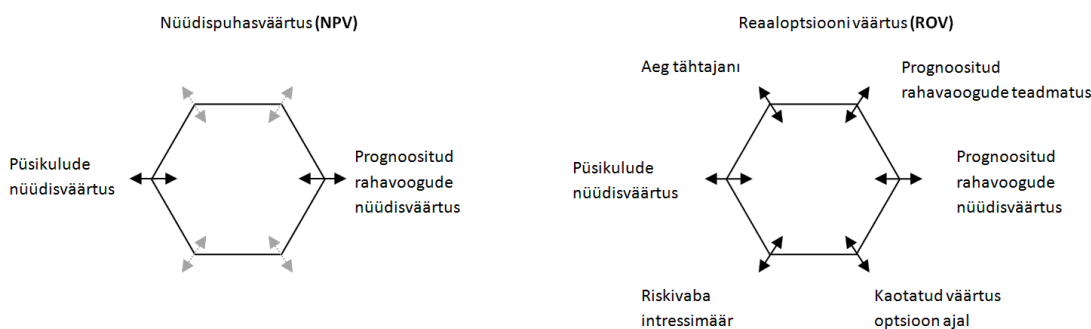 Nüüdispuhasväärtus (NPV)
Püsikulude
nüüdisväärtus
Prognoositud
rahavoogude
nüüdisväärtus
Reaaloptsiooni väärtus (ROV)
Aeg tähtajani
Prognoositud
rahavaoogude teadmatus
Püsikulude
nüüdisväärtus
Prognoositud
rahavoogude
nüüdisväärtus
Riskivaba
intressimäär
Kaotatud väärtus
optsioon ajal